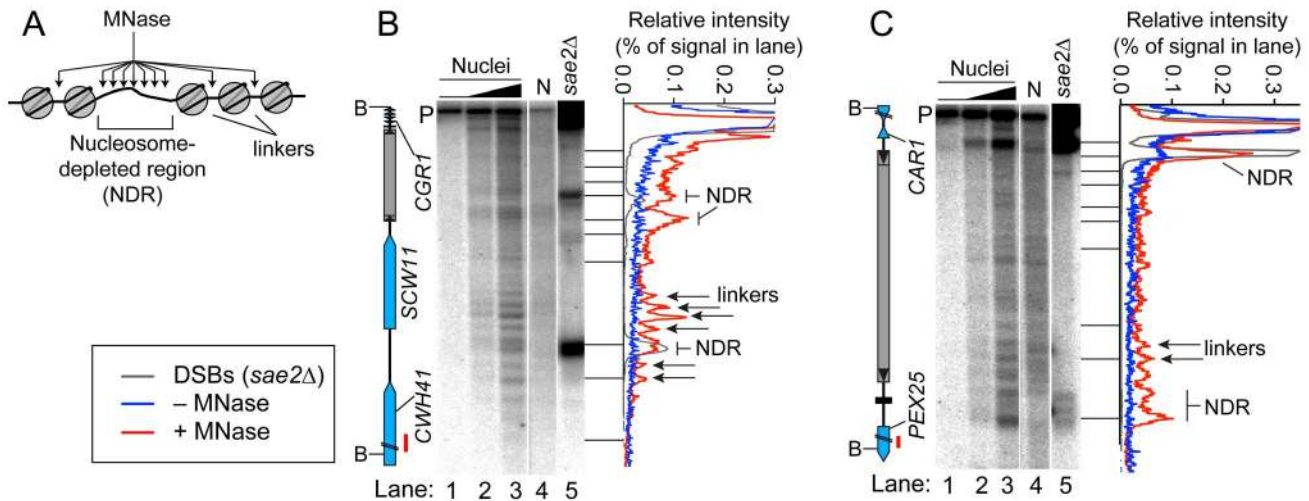 A
MNase
Nucleosome-
depleted region
(NDR)
linkers
DSBs (sae2Δ)
– MNase
+ MNase
B
Nuclei
N
sae2Δ
P
B
CGR1
SCW11
CWH41
B
Lane: 1 2 3 4 5
Relative intensity
(% of signal in lane)
0.0 0.1 0.2 0.3
NDR
linkers
NDR
C
Nuclei
N
sae2Δ
P
B
CAR1
PEX25
B
Lane: 1 2 3 4 5
Relative intensity
(% of signal in lane)
0.0 0.1 0.2 0.3
NDR
linkers
NDR